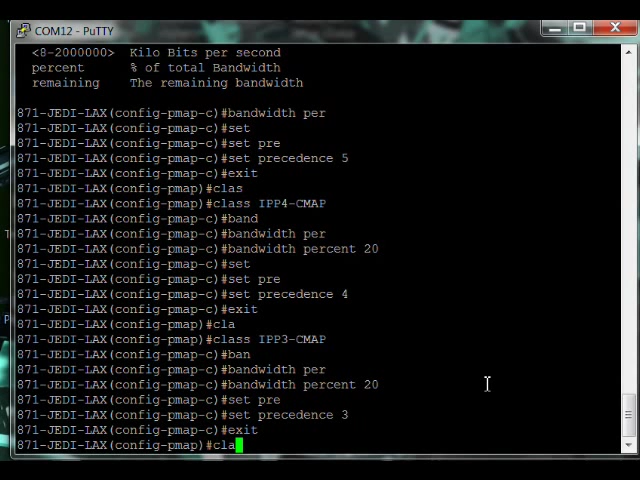 COM12 - PuTTY
<8-2000000> Kilo Bits per second
percent % of total Bandwidth
remaining The remaining bandwidth
871-JEDI-LAX(config-pmap-c)#bandwidth per
871-JEDI-LAX(config-pmap-c)#set
871-JEDI-LAX(config-pmap-c)#set pre
871-JEDI-LAX(config-pmap-c)#set precedence 5
871-JEDI-LAX(config-pmap-c)#exit
871-JEDI-LAX(config-pmap)#clas
871-JEDI-LAX(config-pmap)#class IPP4-CMAP
871-JEDI-LAX(config-pmap-c)#band
871-JEDI-LAX(config-pmap-c)#bandwidth per
871-JEDI-LAX(config-pmap-c)#bandwidth percent 20
871-JEDI-LAX(config-pmap-c)#set
871-JEDI-LAX(config-pmap-c)#set pre
871-JEDI-LAX(config-pmap-c)#set precedence 4
871-JEDI-LAX(config-pmap-c)#exit
871-JEDI-LAX(config-pmap)#cla
871-JEDI-LAX(config-pmap)#class IPP3-CMAP
871-JEDI-LAX(config-pmap-c)#ban
871-JEDI-LAX(config-pmap-c)#bandwidth per
871-JEDI-LAX(config-pmap-c)#bandwidth percent 20
871-JEDI-LAX(config-pmap-c)#set pre
871-JEDI-LAX(config-pmap-c)#set precedence 3
871-JEDI-LAX(config-pmap-c)#exit
871-JEDI-LAX(config-pmap)#cla